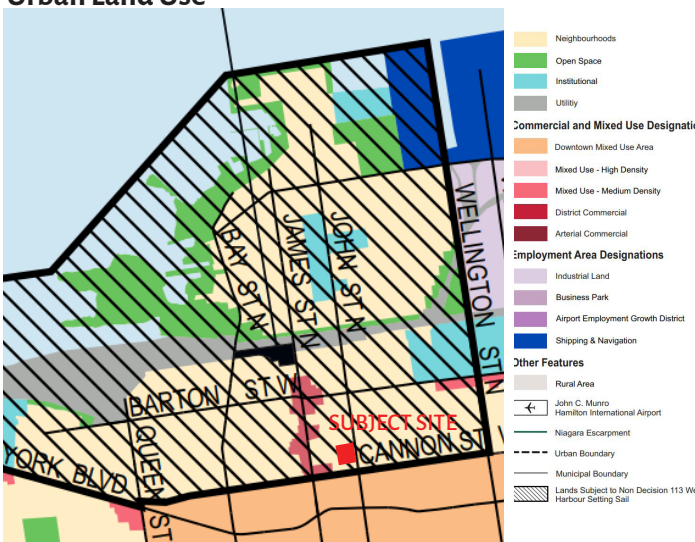 Urban Land Use
BAY ST N
JAMES ST N
JOHN ST N
WELLINGTON ST N
BARTON ST W
SUBJECT SITE
CANNON ST
YORK BLVD
QUEEN ST
Neighbourhoods
Open Space
Institutional
Utilitiy
Commercial and Mixed Use Designati
Downtown Mixed Use Area
Mixed Use - High Density
Mixed Use - Medium Density
District Commercial
Arterial Commercial
Employment Area Designations
Industrial Land
Business Park
Airport Employment Growth District
Shipping & Navigation
Other Features
Rural Area
John C. Munro
Hamilton International Airport
Niagara Escarpment
Urban Boundary
Municipal Boundary
Lands Subject to Non Decision 113 We
Harbour Setting Sail